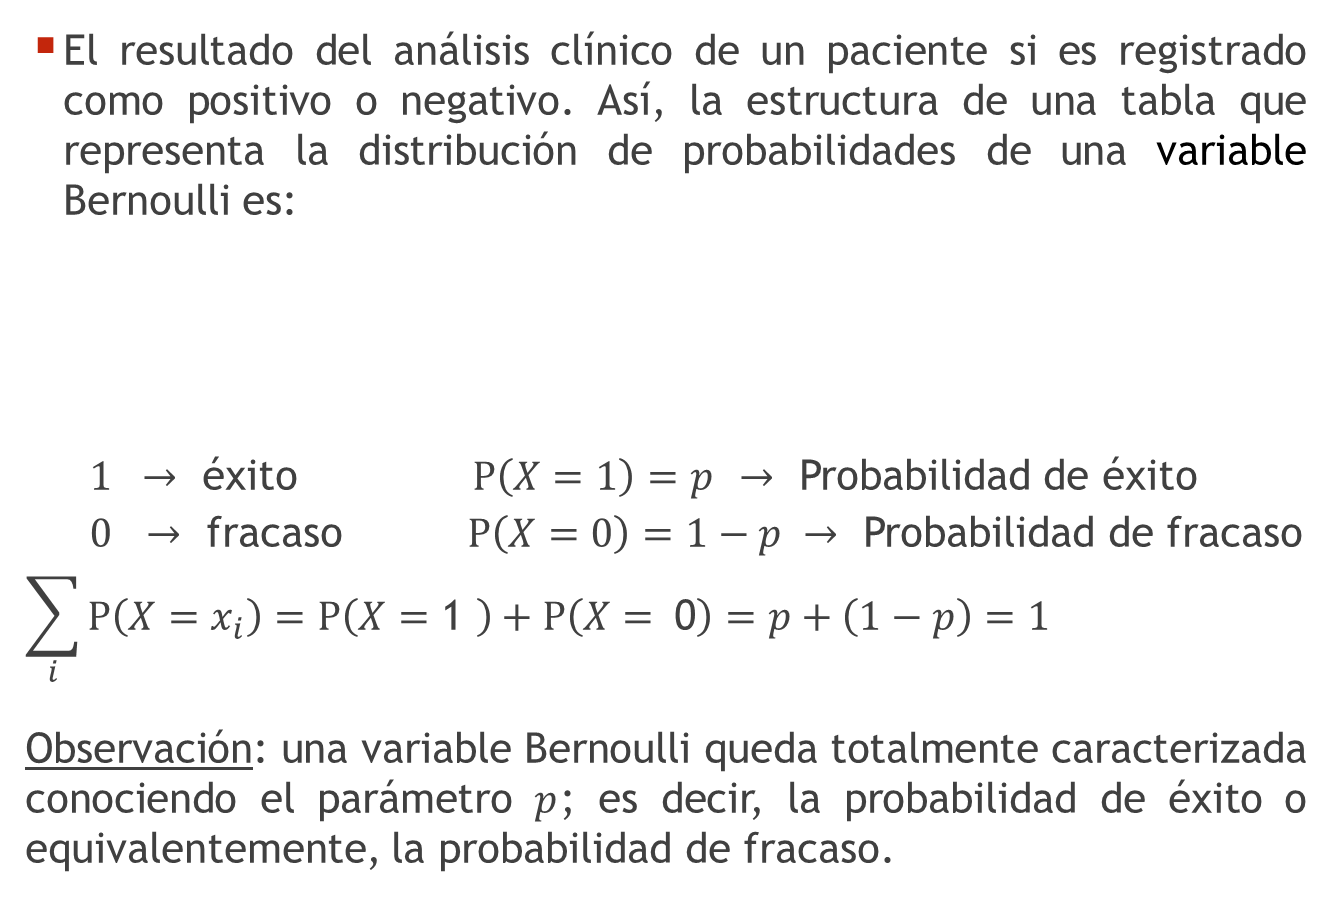 ▪ El resultado del análisis clínico de un paciente si es registrado
como positivo o negativo. Así, la estructura de una tabla que
representa la distribución de probabilidades de una variable
Bernoulli es:
1 → éxito P(X = 1) = p → Probabilidad de éxito
0 → fracaso P(X = 0) = 1 − p → Probabilidad de fracaso
∑ P(X = xᵢ) = P(X = 1 ) + P(X = 0) = p + (1 − p) = 1
i
Observación: una variable Bernoulli queda totalmente caracterizada
conociendo el parámetro p; es decir, la probabilidad de éxito o
equivalentemente, la probabilidad de fracaso.